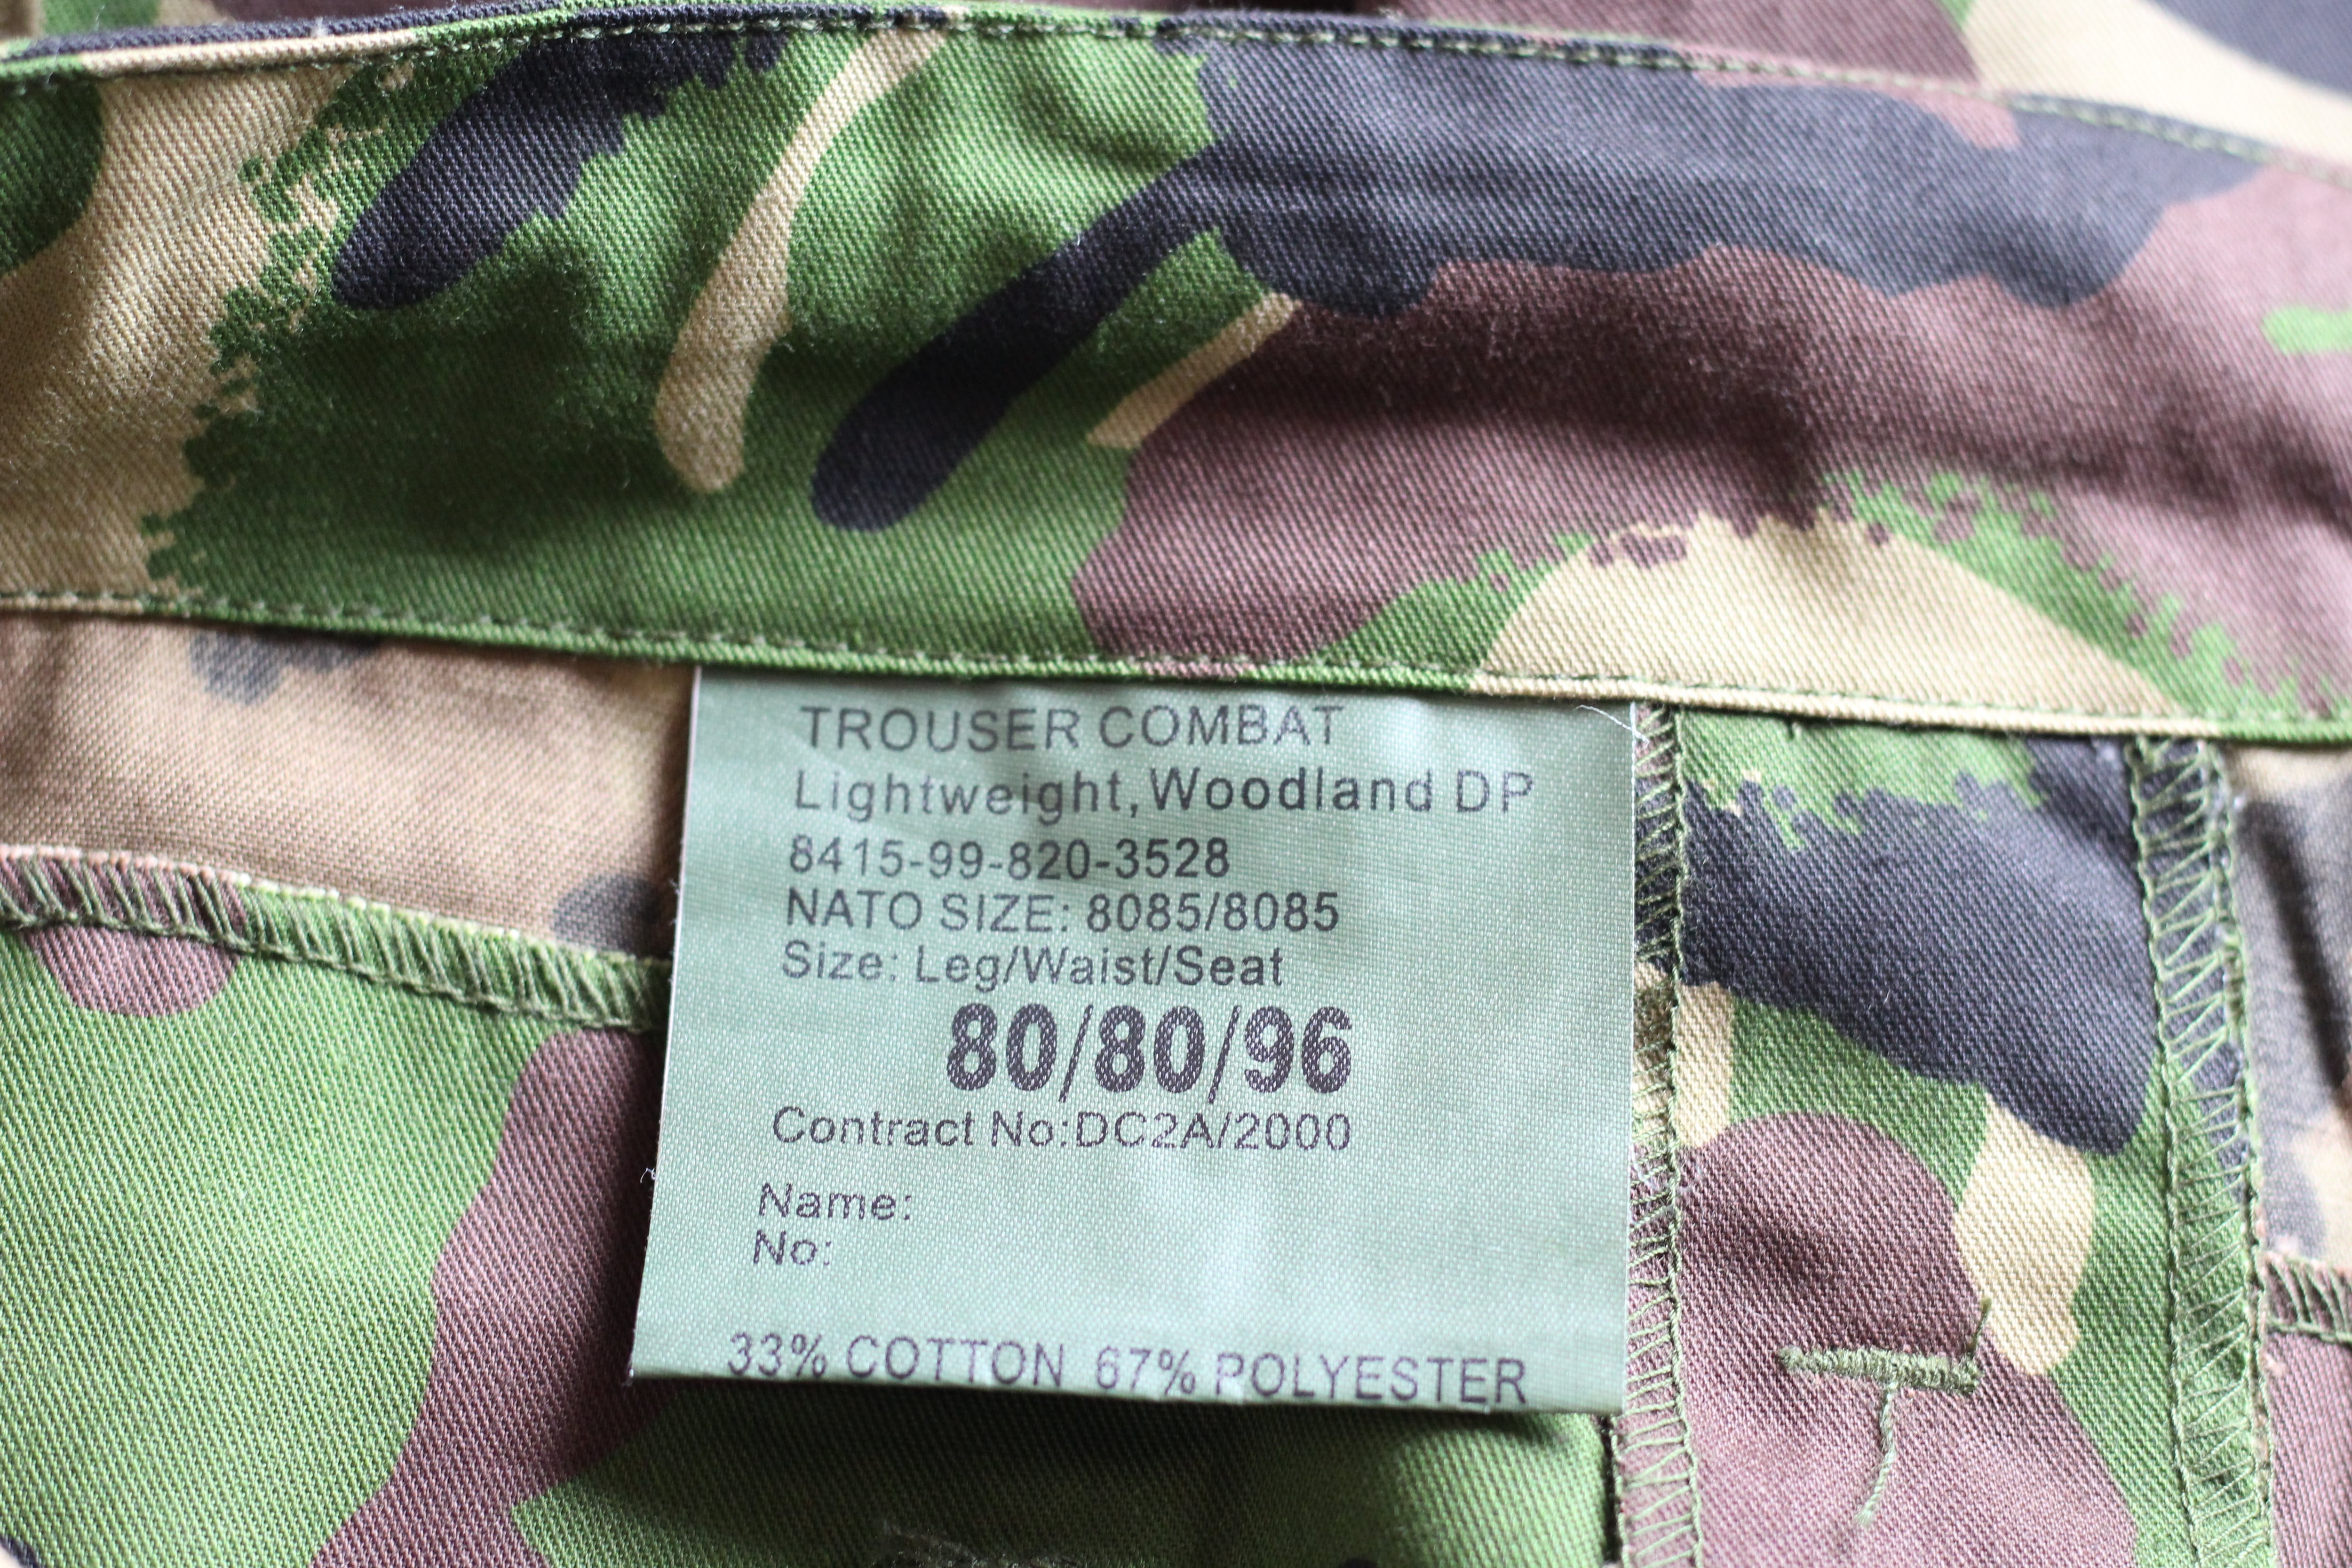 TROUSER COMBAT
Lightweight, Woodland DP
8415-99-820-3528
NATO SIZE: 8085/8085
Size: Leg/Waist/Seat
80/80/96
Contract No:DC2A/2000
Name:
No:
33% COTTON 67% POLYESTER